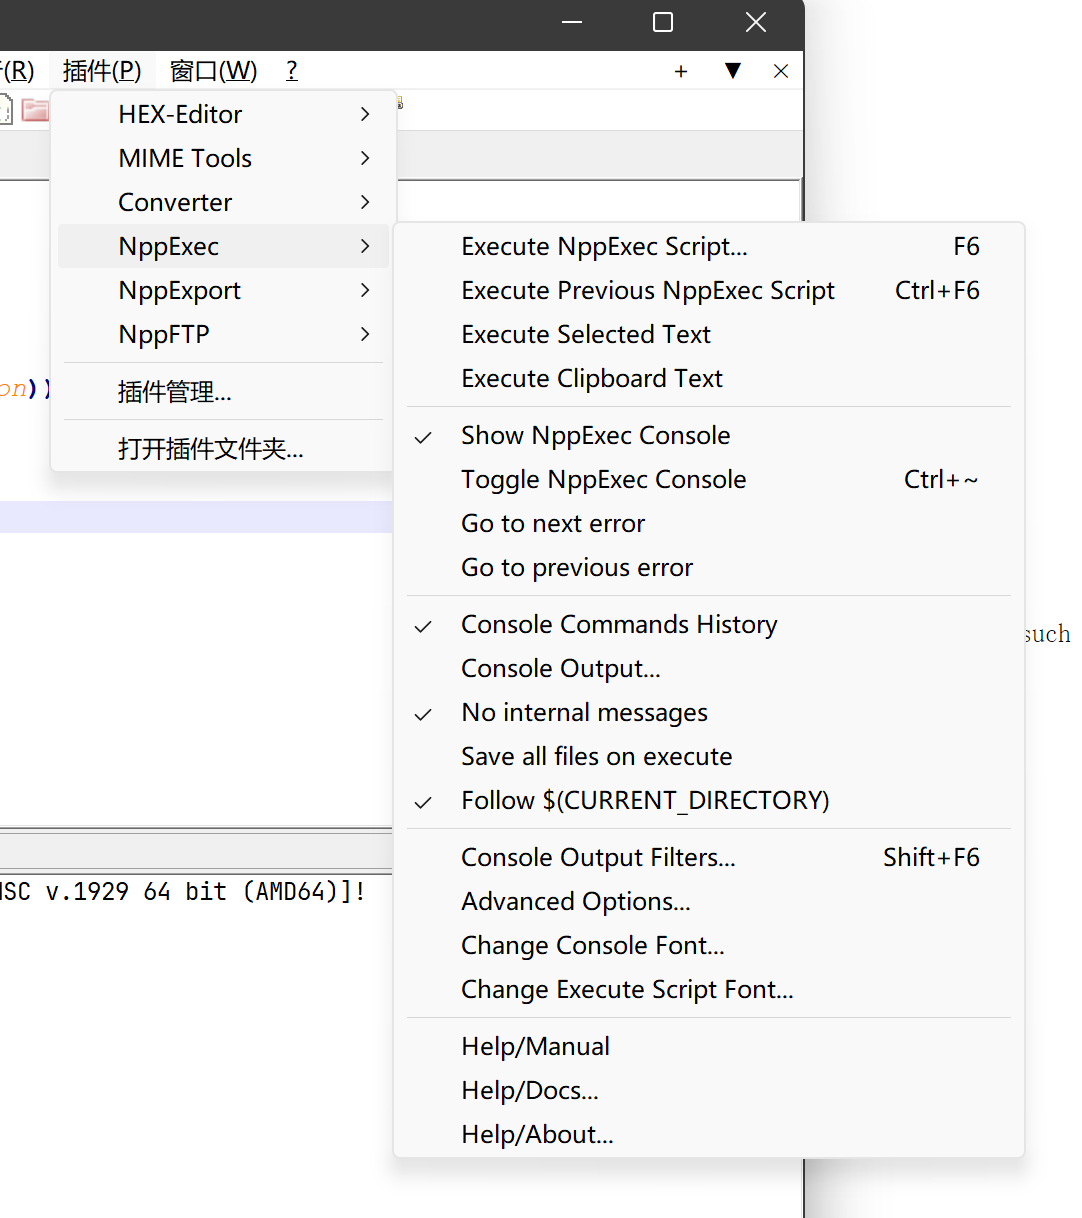 (R) 插件(P) 窗口(W) ?
HEX-Editor
MIME Tools
Converter
NppExec
NppExport
NppFTP
插件管理...
打开插件文件夹...
on))
Execute NppExec Script... F6
Execute Previous NppExec Script Ctrl+F6
Execute Selected Text
Execute Clipboard Text
Show NppExec Console
Toggle NppExec Console Ctrl+~
Go to next error
Go to previous error
Console Commands History
Console Output...
No internal messages
Save all files on execute
Follow $(CURRENT_DIRECTORY)
Console Output Filters... Shift+F6
Advanced Options...
Change Console Font...
Change Execute Script Font...
Help/Manual
Help/Docs...
Help/About...
such
MSC v.1929 64 bit (AMD64)]!